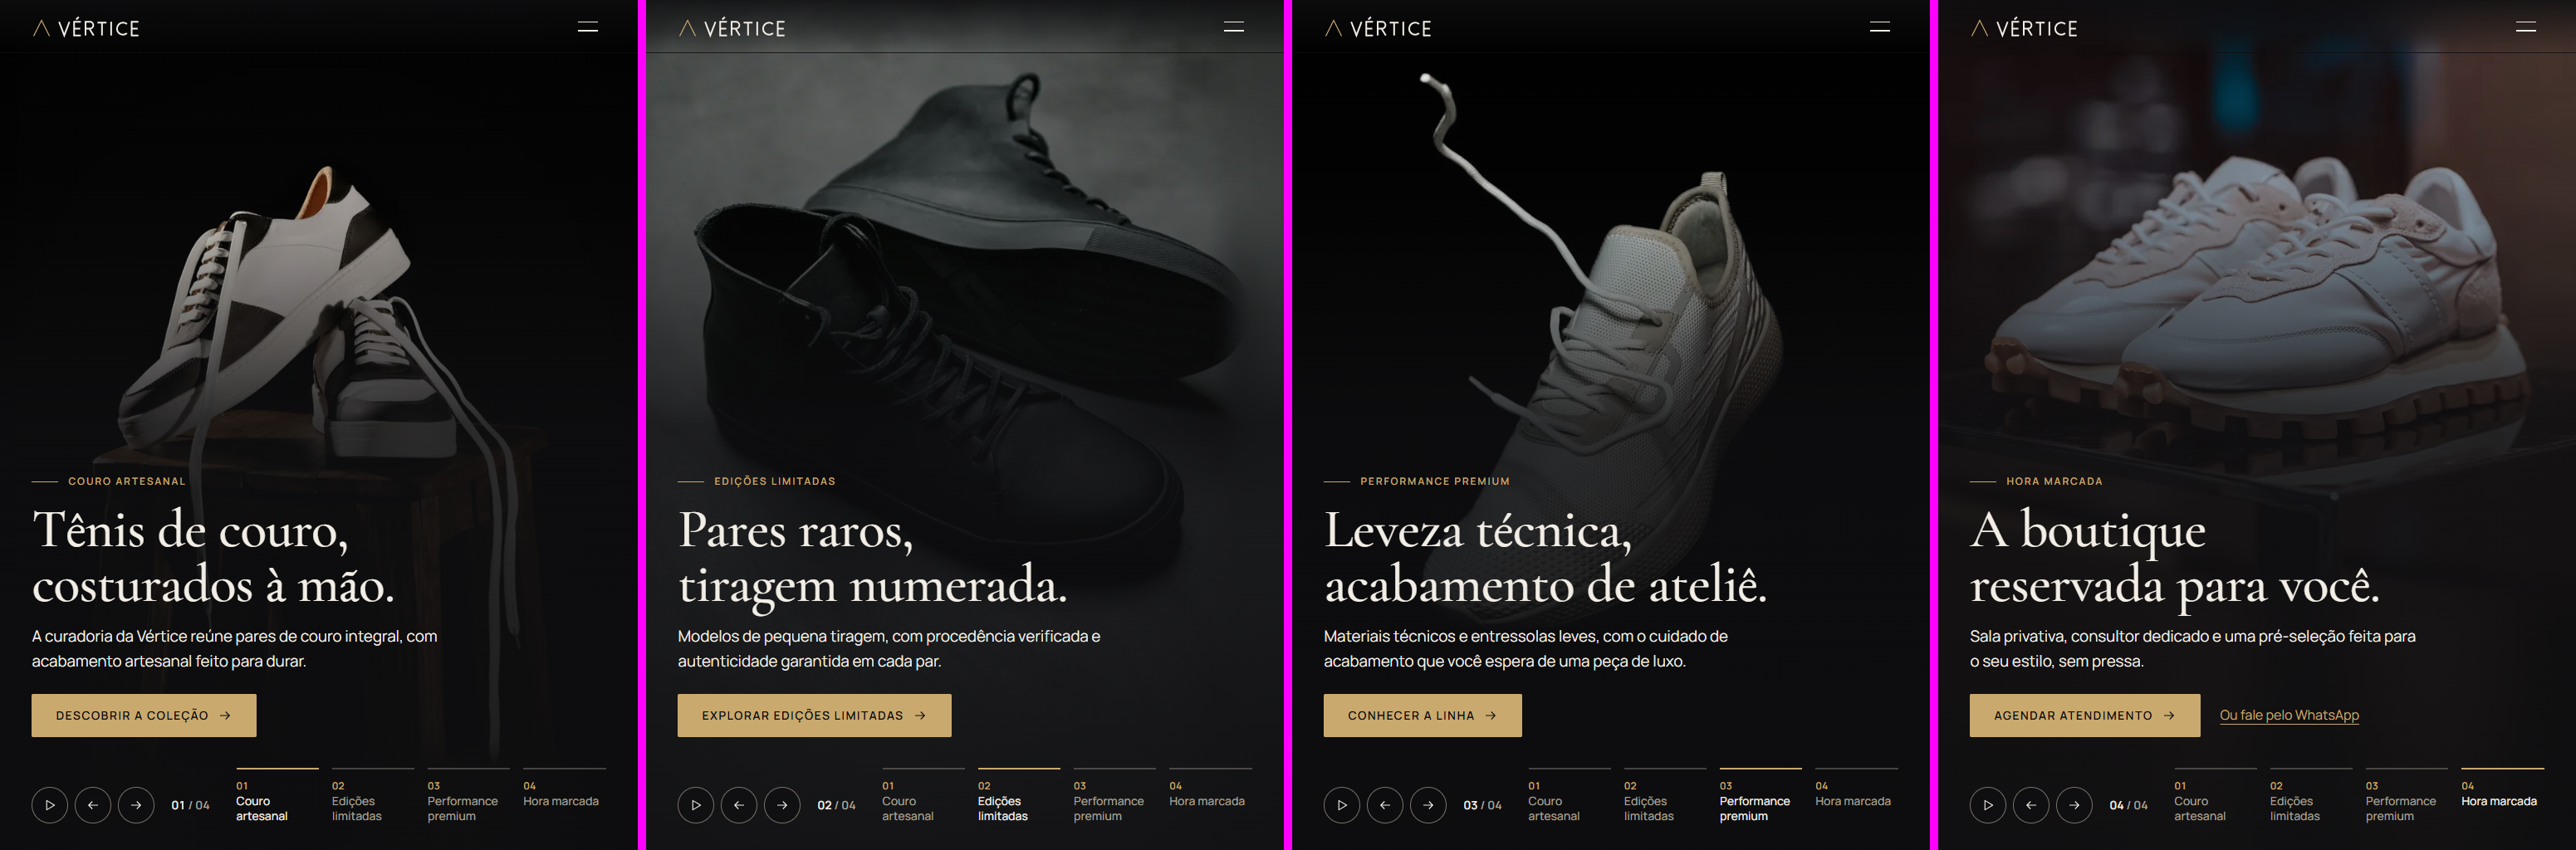 VÉRTICE
COURO ARTESANAL
Tênis de couro,
costurados à mão.
A curadoria da Vértice reúne pares de couro integral, com
acabamento artesanal feito para durar.
DESCOBRIR A COLEÇÃO →
01 / 04
01
Couro
artesanal
02
Edições
limitadas
03
Performance
premium
04
Hora marcada
VÉRTICE
EDIÇÕES LIMITADAS
Pares raros,
tiragem numerada.
Modelos de pequena tiragem, com procedência verificada e
autenticidade garantida em cada par.
EXPLORAR EDIÇÕES LIMITADAS →
02 / 04
01
Couro
artesanal
02
Edições
limitadas
03
Performance
premium
04
Hora marcada
VÉRTICE
PERFORMANCE PREMIUM
Leveza técnica,
acabamento de ateliê.
Materiais técnicos e entressolas leves, com o cuidado de
acabamento que você espera de uma peça de luxo.
CONHECER A LINHA →
03 / 04
01
Couro
artesanal
02
Edições
limitadas
03
Performance
premium
04
Hora marcada
VÉRTICE
HORA MARCADA
A boutique
reservada para você.
Sala privativa, consultor dedicado e uma pré-seleção feita para
o seu estilo, sem pressa.
AGENDAR ATENDIMENTO →
Ou fale pelo WhatsApp
04 / 04
01
Couro
artesanal
02
Edições
limitadas
03
Performance
premium
04
Hora marcada